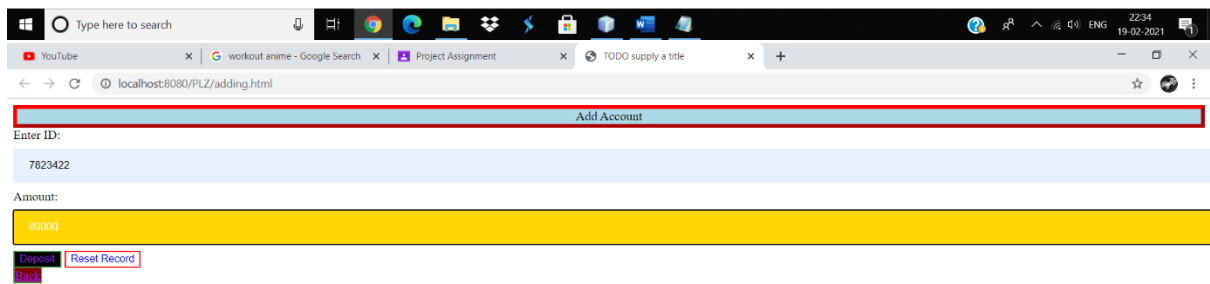 Type here to search
ENG
22:34
19-02-2021
1
YouTube
workout anime - Google Search
Project Assignment
TODO supply a title
localhost:8080/PLZ/adding.html
Add Account
Enter ID:
7823422
Amount:
89000
Deposit Reset Record
Back